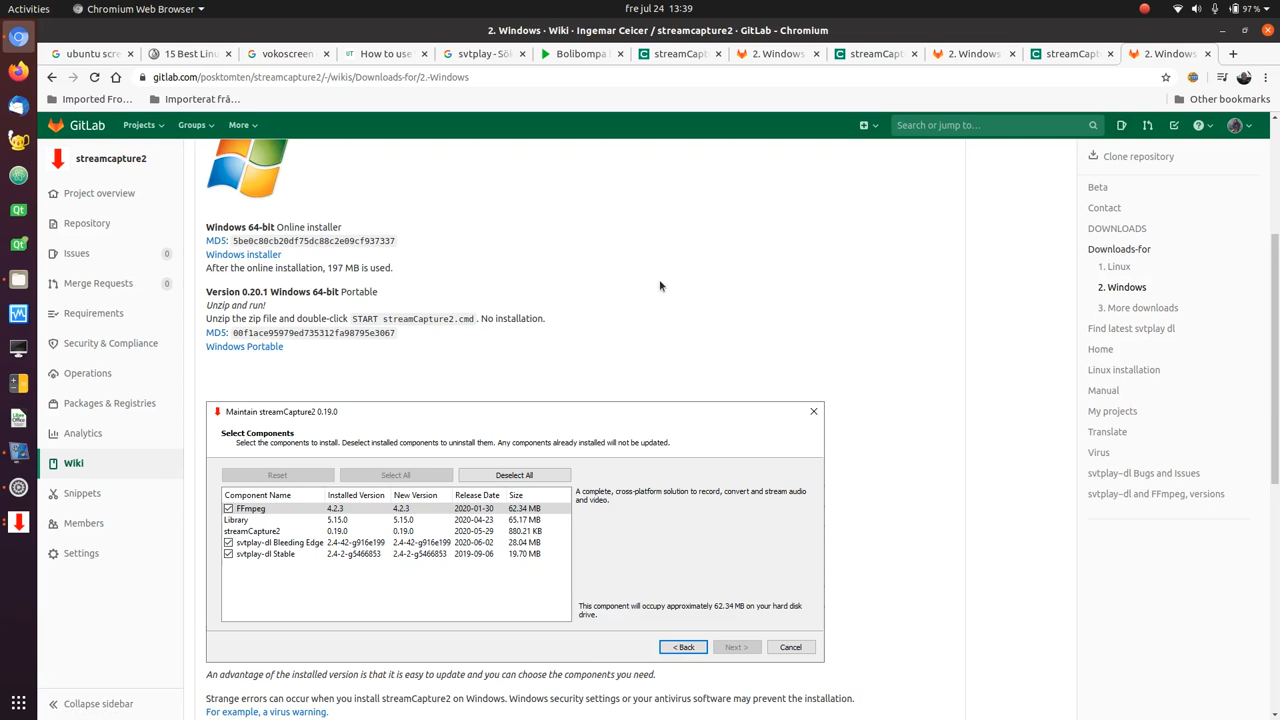 Activities
Chromium Web Browser
fre jul 24 13:39
97 %
2. Windows · Wiki · Ingemar Ceicer / streamcapture2 · GitLab - Chromium
ubuntu scre
15 Best Linu
vokoscreen
How to use
svtplay - Sök
Bolibompa
streamCapt
2. Windows
streamCapt
2. Windows
streamCapt
2. Windows
gitlab.com/posktomten/streamcapture2/-/wikis/Downloads-for/2.-Windows
Imported Fro…
Importerat frå…
Other bookmarks
GitLab
Projects
Groups
More
Search or jump to…
streamcapture2
Project overview
Repository
Issues 0
Merge Requests 0
Requirements
Security & Compliance
Operations
Packages & Registries
Analytics
Wiki
Snippets
Members
Settings
Collapse sidebar
Windows 64-bit Online installer
MD5: 5be0c80cb20df75dc88c2e09cf937337
Windows installer
After the online installation, 197 MB is used.
Version 0.20.1 Windows 64-bit Portable
Unzip and run!
Unzip the zip file and double-click START streamCapture2.cmd . No installation.
MD5: 00f1ace95979ed735312fa98795e3067
Windows Portable
Maintain streamCapture2 0.19.0
Select Components
Select the components to install. Deselect installed components to uninstall them. Any components already installed will not be updated.
Reset
Select All
Deselect All
Component Name Installed Version New Version Release Date Size
FFmpeg 4.2.3 4.2.3 2020-01-30 62.34 MB
Library 5.15.0 5.15.0 2020-04-23 65.17 MB
streamCapture2 0.19.0 0.19.0 2020-05-29 880.21 KB
svtplay-dl Bleeding Edge 2.4-42-g916e199 2.4-42-g916e199 2020-06-02 28.04 MB
svtplay-dl Stable 2.4-2-g5466853 2.4-2-g5466853 2019-09-06 19.70 MB
A complete, cross-platform solution to record, convert and stream audio
and video.
This component will occupy approximately 62.34 MB on your hard disk
drive.
< Back
Next >
Cancel
An advantage of the installed version is that it is easy to update and you can choose the components you need.
Strange errors can occur when you install streamCapture2 on Windows. Windows security settings or your antivirus software may prevent the installation.
For example, a virus warning.
Clone repository
Beta
Contact
DOWNLOADS
Downloads-for
1. Linux
2. Windows
3. More downloads
Find latest svtplay dl
Home
Linux installation
Manual
My projects
Translate
Virus
svtplay-dl Bugs and Issues
svtplay-dl and FFmpeg, versions